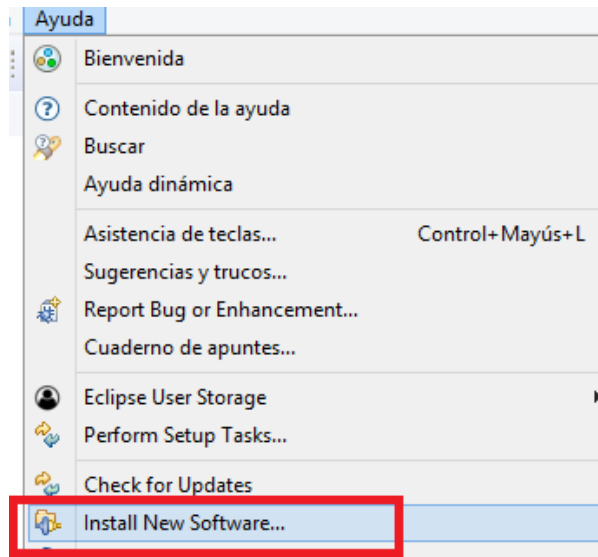 Ayuda
Bienvenida
Contenido de la ayuda
Buscar
Ayuda dinámica
Asistencia de teclas... Control+Mayús+L
Sugerencias y trucos...
Report Bug or Enhancement...
Cuaderno de apuntes...
Eclipse User Storage
Perform Setup Tasks...
Check for Updates
Install New Software...